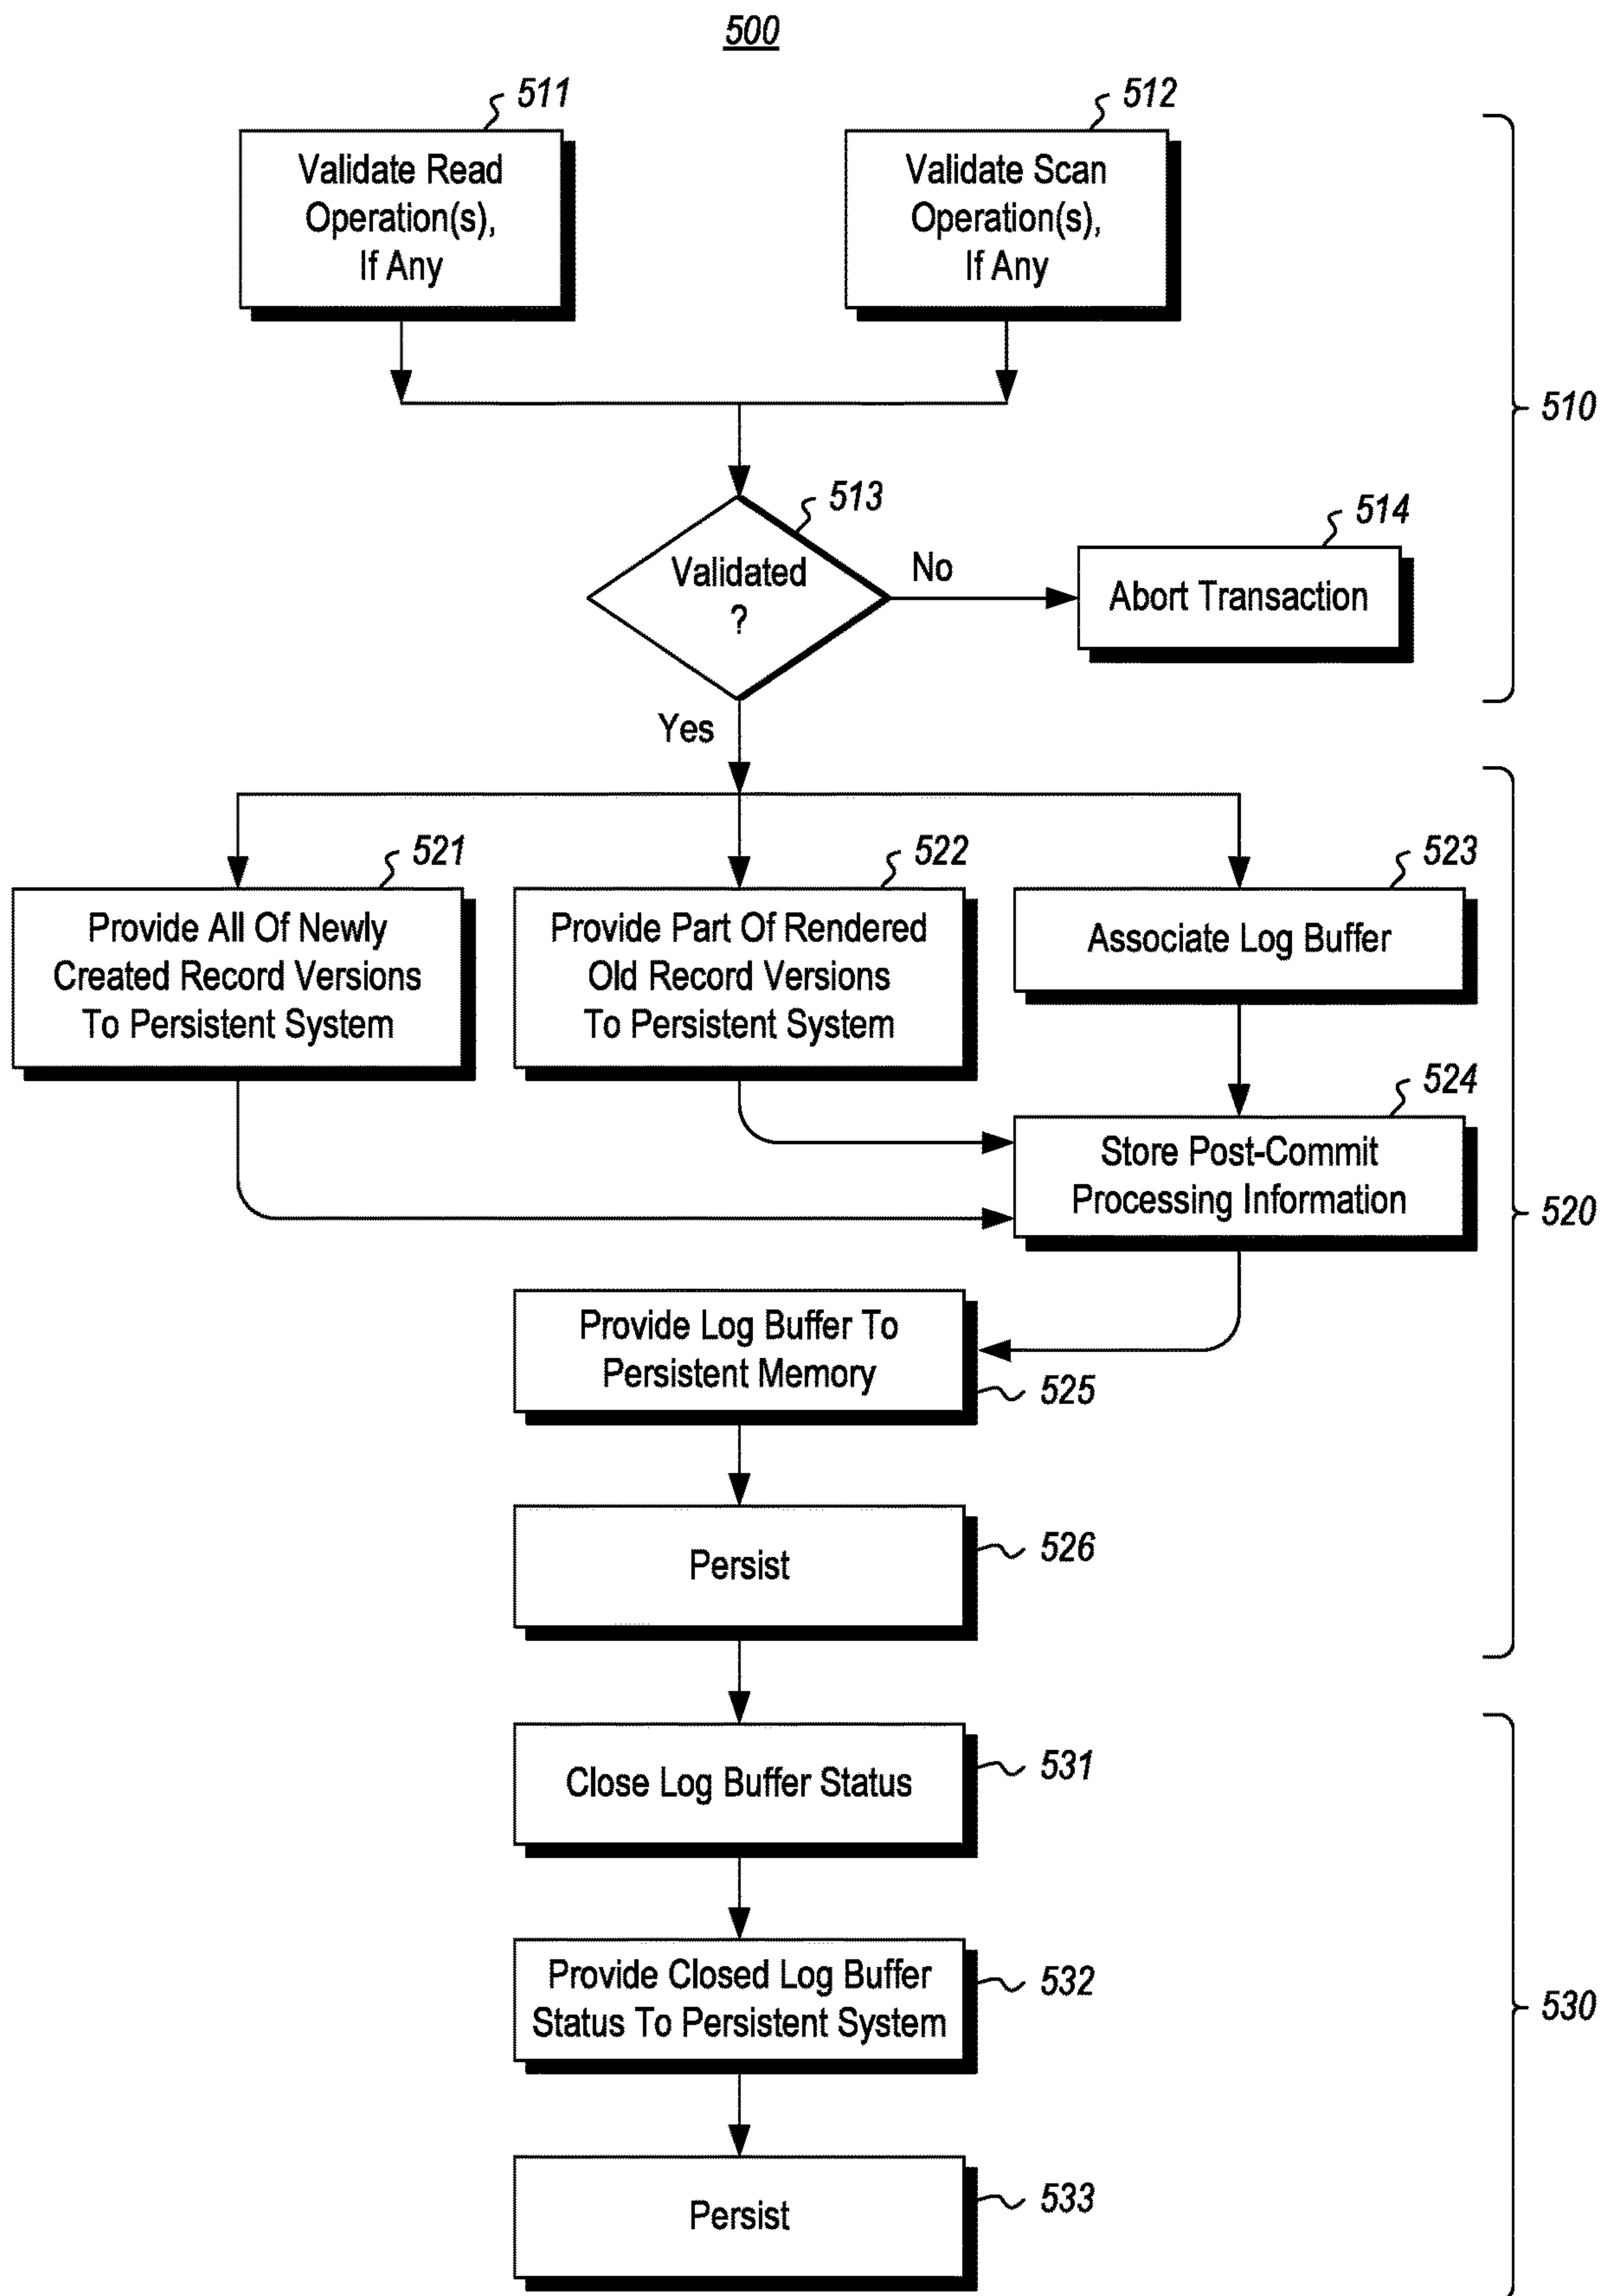 500
511
512
Validate Read
Operation(s),
If Any
Validate Scan
Operation(s),
If Any
510
513
Validated
?
No
514
Abort Transaction
Yes
521
522
523
Provide All Of Newly
Created Record Versions
To Persistent System
Provide Part Of Rendered
Old Record Versions
To Persistent System
Associate Log Buffer
524
Store Post-Commit
Processing Information
520
Provide Log Buffer To
Persistent Memory
525
Persist
526
Close Log Buffer Status
531
Provide Closed Log Buffer
Status To Persistent System
532
530
Persist
533